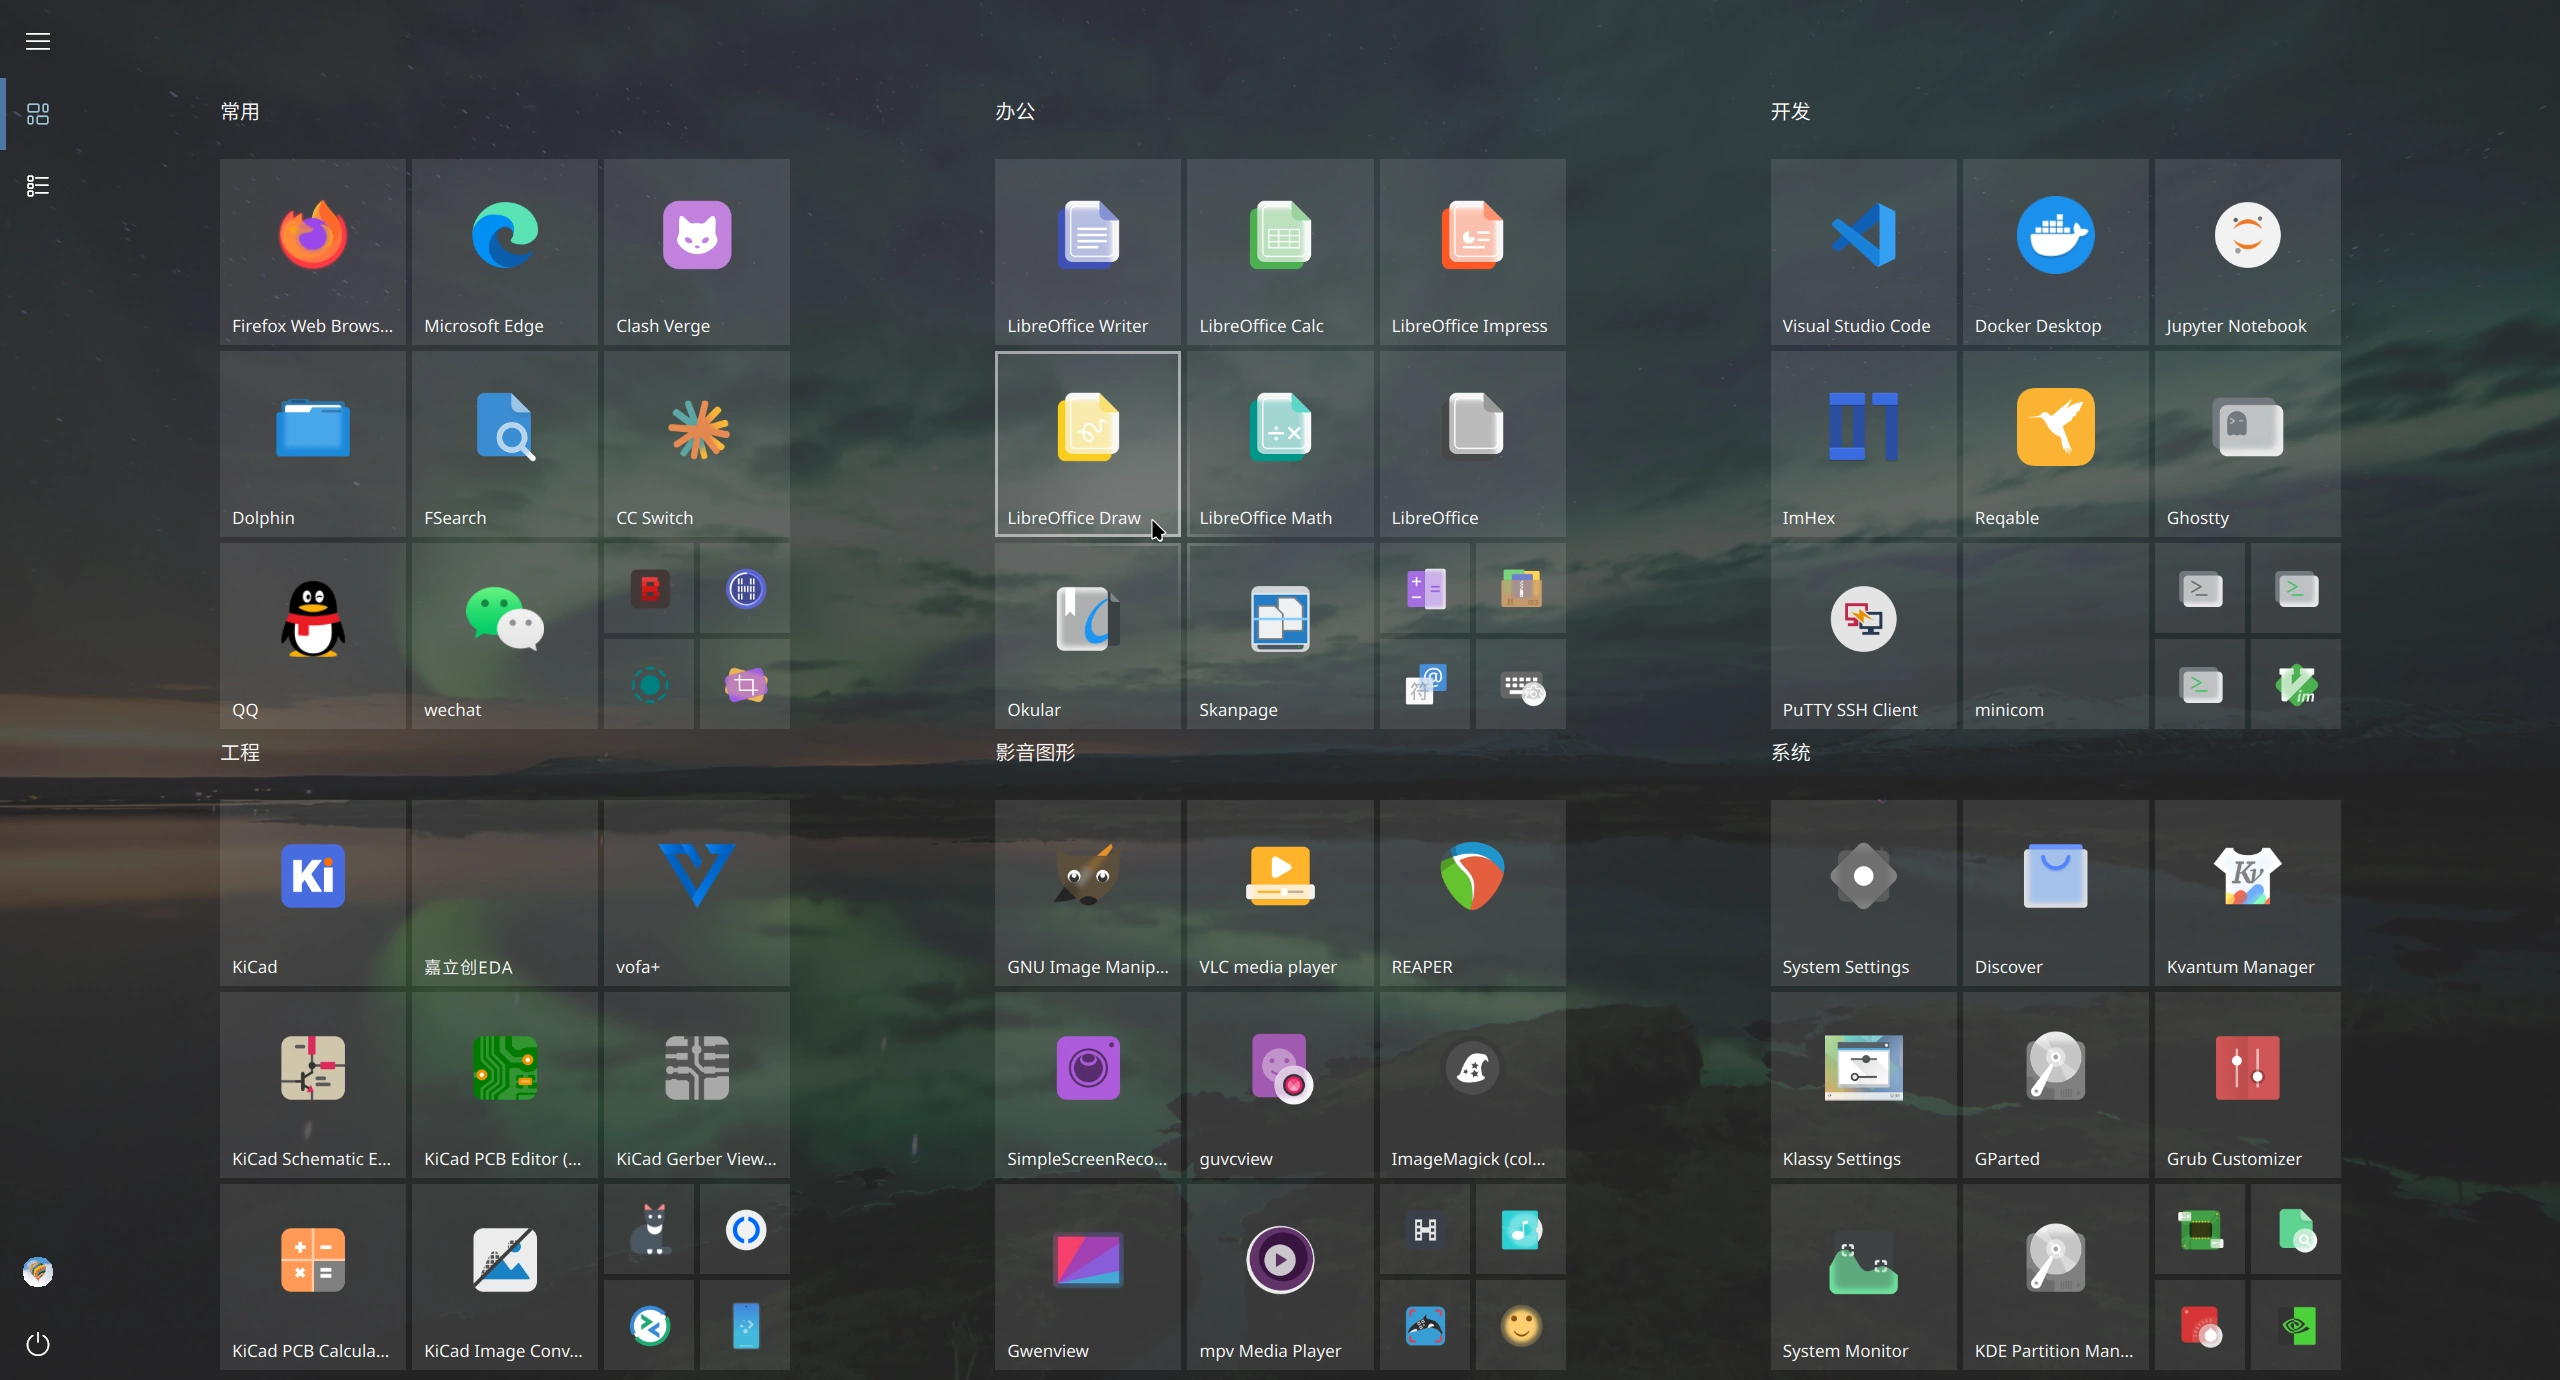 常用
Firefox Web Brows...
Microsoft Edge
Clash Verge
Dolphin
FSearch
CC Switch
QQ
wechat
办公
LibreOffice Writer
LibreOffice Calc
LibreOffice Impress
LibreOffice Draw
LibreOffice Math
LibreOffice
Okular
Skanpage
符
开发
Visual Studio Code
Docker Desktop
Jupyter Notebook
ImHex
Reqable
Ghostty
PuTTY SSH Client
minicom
im
工程
Ki
KiCad
嘉立创EDA
vofa+
KiCad Schematic E...
KiCad PCB Editor (...
KiCad Gerber View...
KiCad PCB Calcula...
KiCad Image Conv...
影音图形
GNU Image Manip...
VLC media player
REAPER
SimpleScreenReco...
guvcview
ImageMagick (col...
Gwenview
mpv Media Player
系统
Kv
System Settings
Discover
Kvantum Manager
Klassy Settings
GParted
Grub Customizer
System Monitor
KDE Partition Man...